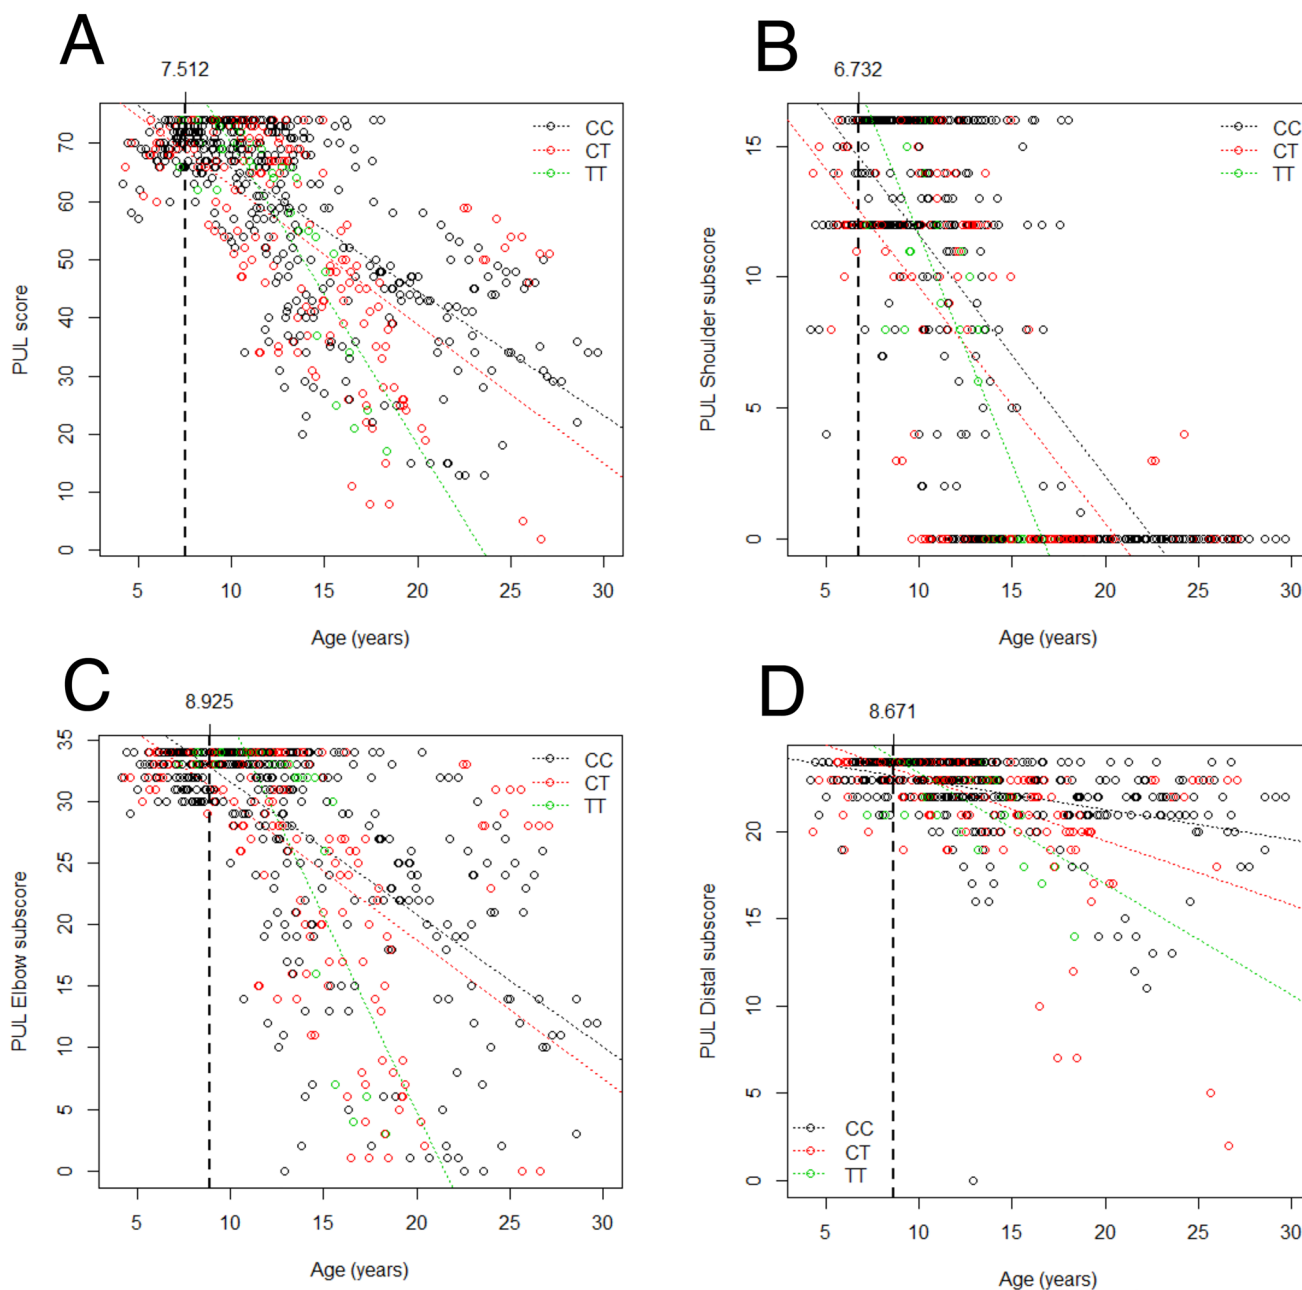 A
7.512
PUL score
70
60
50
40
30
20
10
0
CC
CT
TT
5 10 15 20 25 30
Age (years)
B
6.732
PUL Shoulder subscore
15
10
5
0
CC
CT
TT
5 10 15 20 25 30
Age (years)
C
8.925
PUL Elbow subscore
35
30
25
20
15
10
5
0
CC
CT
TT
5 10 15 20 25 30
Age (years)
D
8.671
PUL Distal subscore
20
15
10
5
0
CC
CT
TT
5 10 15 20 25 30
Age (years)